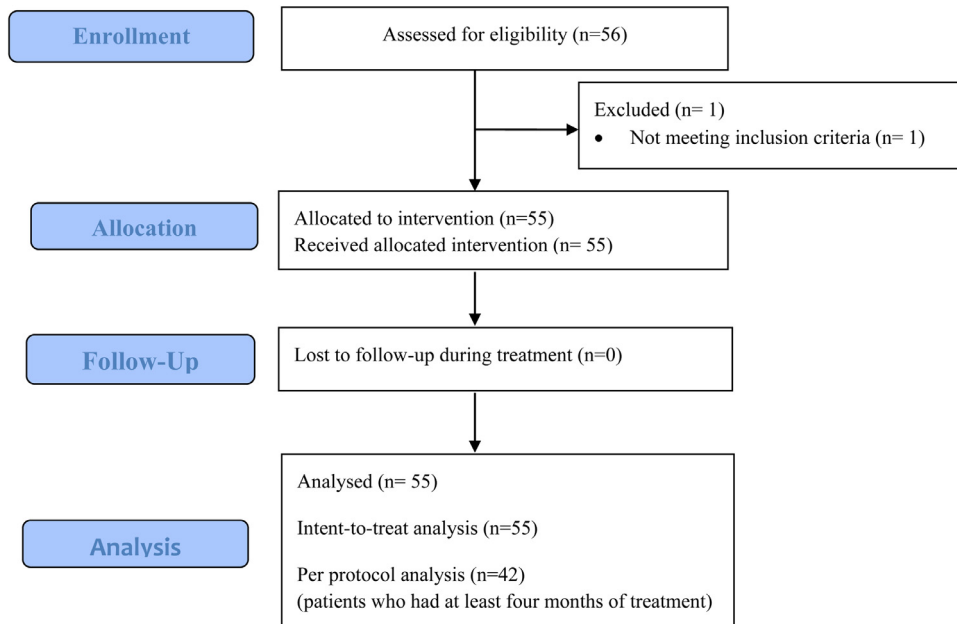 Enrollment
Assessed for eligibility (n=56)
Excluded (n= 1)
• Not meeting inclusion criteria (n= 1)
Allocation
Allocated to intervention (n=55)
Received allocated intervention (n= 55)
Follow-Up
Lost to follow-up during treatment (n=0)
Analysis
Analysed (n= 55)
Intent-to-treat analysis (n=55)
Per protocol analysis (n=42)
(patients who had at least four months of treatment)